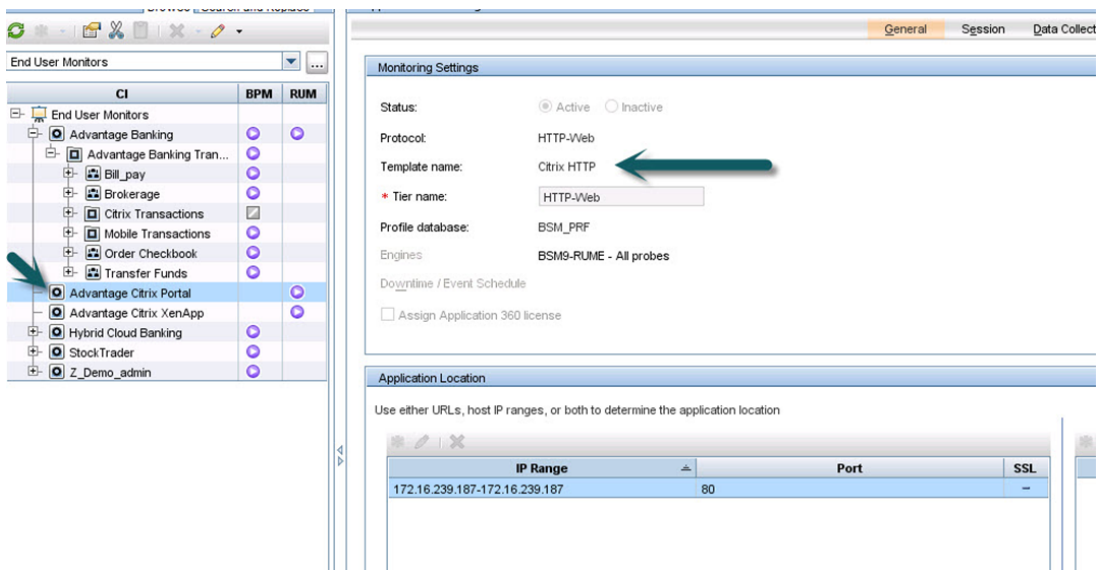 Browse Search and Replace
End User Monitors
...
CI BPM RUM
End User Monitors
Advantage Banking
Advantage Banking Tran...
Bill_pay
Brokerage
Citrix Transactions
Mobile Transactions
Order Checkbook
Transfer Funds
Advantage Citrix Portal
Advantage Citrix XenApp
Hybrid Cloud Banking
StockTrader
Z_Demo_admin
General Session Data Collect
Monitoring Settings
Status: Active Inactive
Protocol: HTTP-Web
Template name: Citrix HTTP
* Tier name: HTTP-Web
Profile database: BSM_PRF
Engines BSM9-RUME - All probes
Downtime / Event Schedule
Assign Application 360 license
Application Location
Use either URLs, host IP ranges, or both to determine the application location
IP Range Port SSL
172.16.239.187-172.16.239.187 80 –